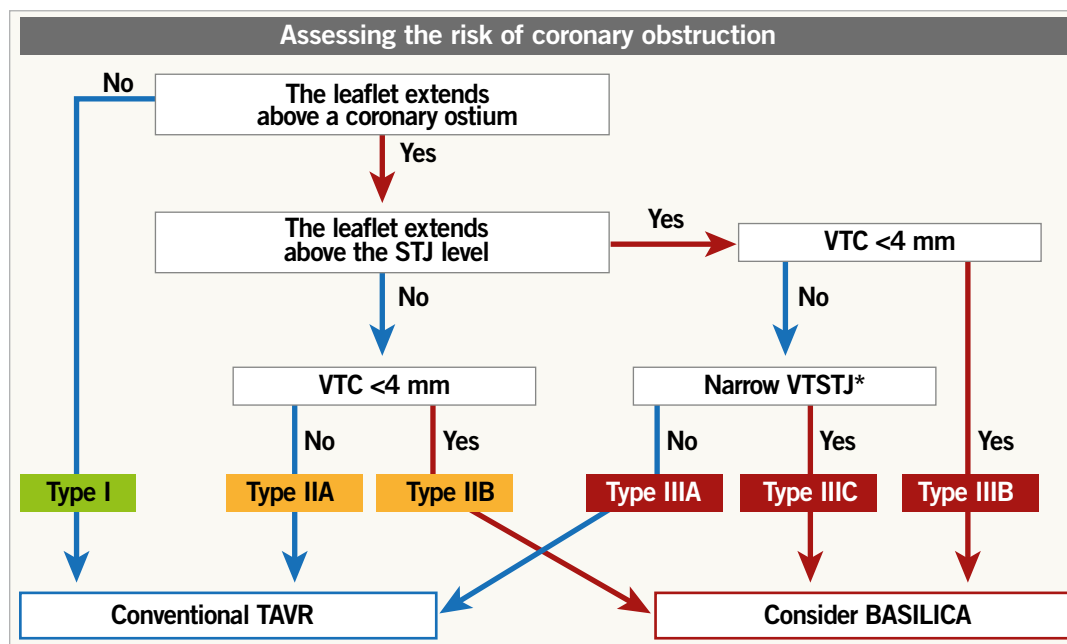 Assessing the risk of coronary obstruction
No
The leaflet extends
above a coronary ostium
Yes
The leaflet extends
above the STJ level
Yes
VTC <4 mm
No
No
VTC <4 mm
Narrow VTSTJ*
No
Yes
No
Yes
Yes
Type I
Type IIA
Type IIB
Type IIIA
Type IIIC
Type IIIB
Conventional TAVR
Consider BASILICA